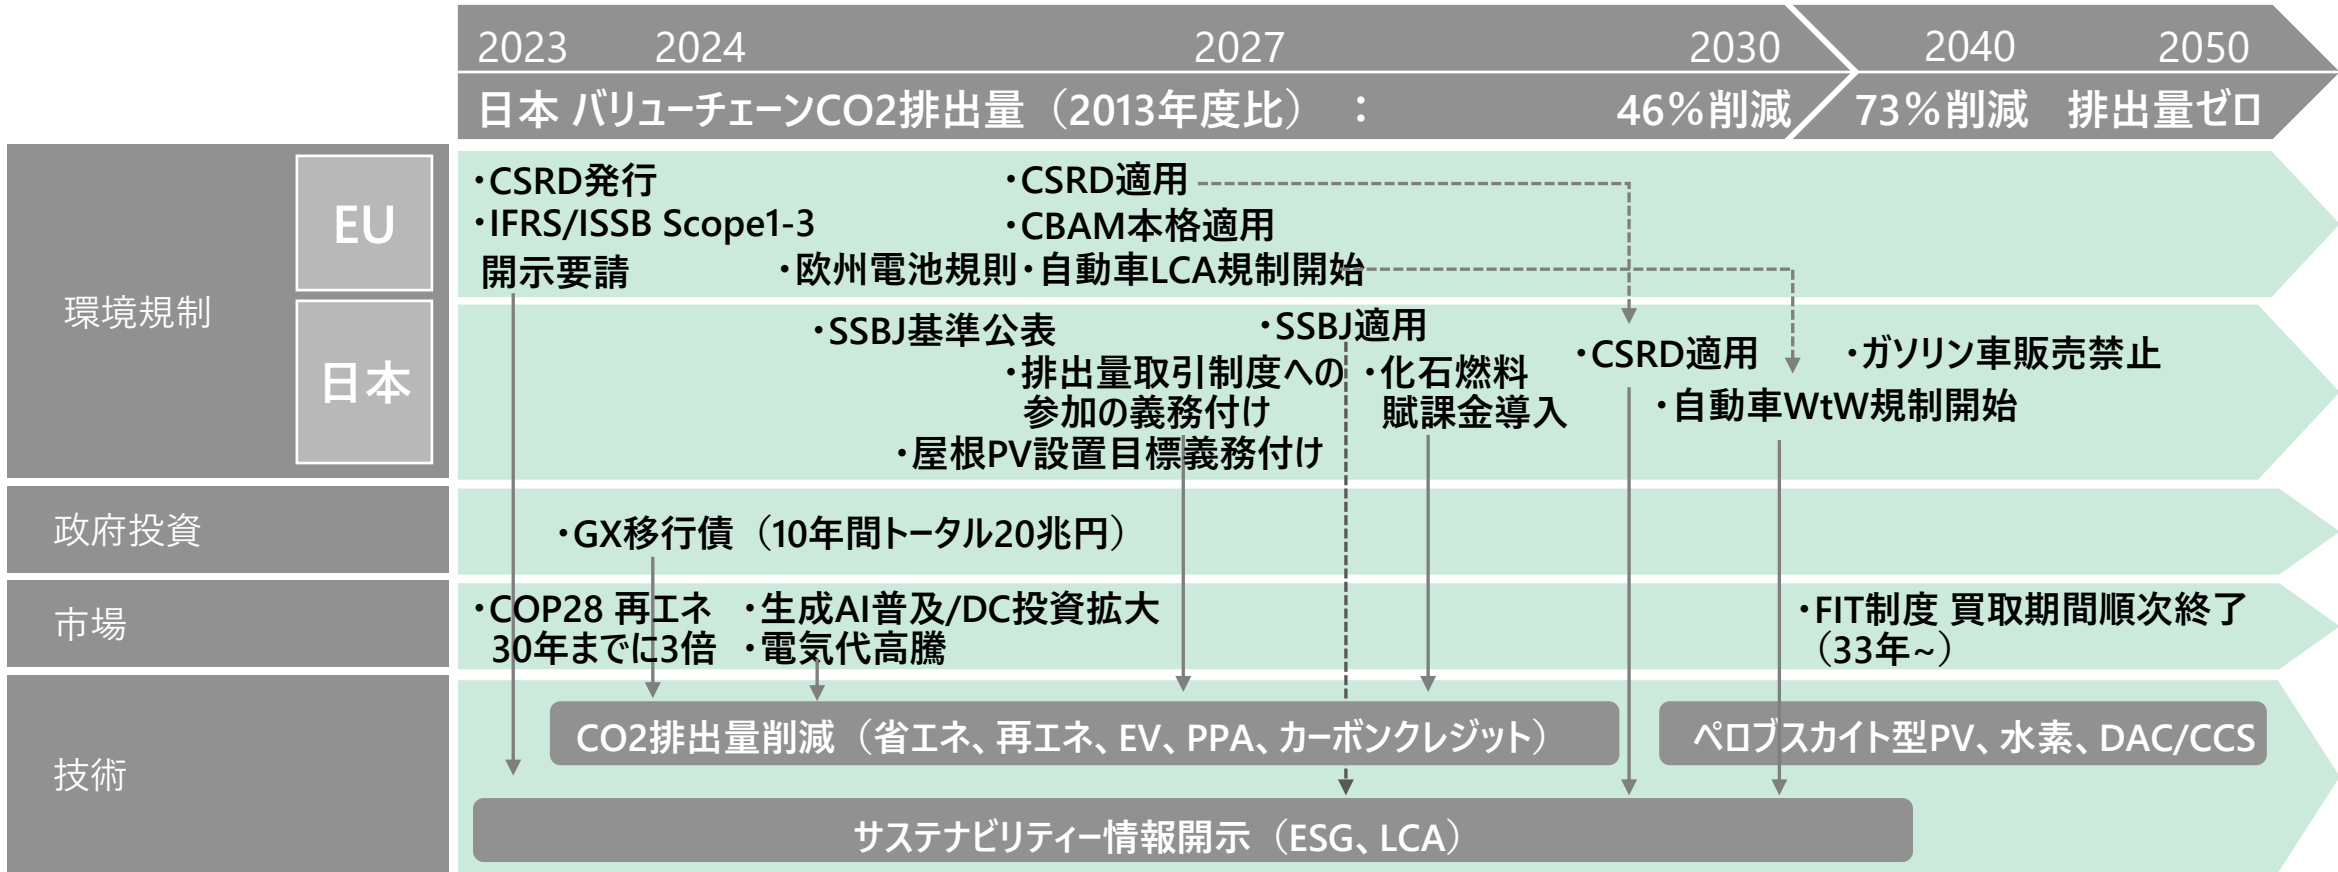 2023 2024 2027 2030 2040 2050
日本 バリューチェーンCO2排出量（2013年度比）： 46%削減 73%削減 排出量ゼロ
環境規制
EU
・CSRD発行
・IFRS/ISSB Scope1-3
開示要請
・欧州電池規則
・CSRD適用
・CBAM本格適用
・自動車LCA規制開始
日本
・SSBJ基準公表
・SSBJ適用
・排出量取引制度への
参加の義務付け
・屋根PV設置目標義務付け
・化石燃料
賦課金導入
・CSRD適用
・自動車WtW規制開始
・ガソリン車販売禁止
政府投資
・GX移行債（10年間トータル20兆円）
市場
・COP28 再エネ
30年までに3倍
・生成AI普及/DC投資拡大
・電気代高騰
・FIT制度 買取期間順次終了
（33年~）
技術
CO2排出量削減（省エネ、再エネ、EV、PPA、カーボンクレジット）
ペロブスカイト型PV、水素、DAC/CCS
サステナビリティー情報開示（ESG、LCA）